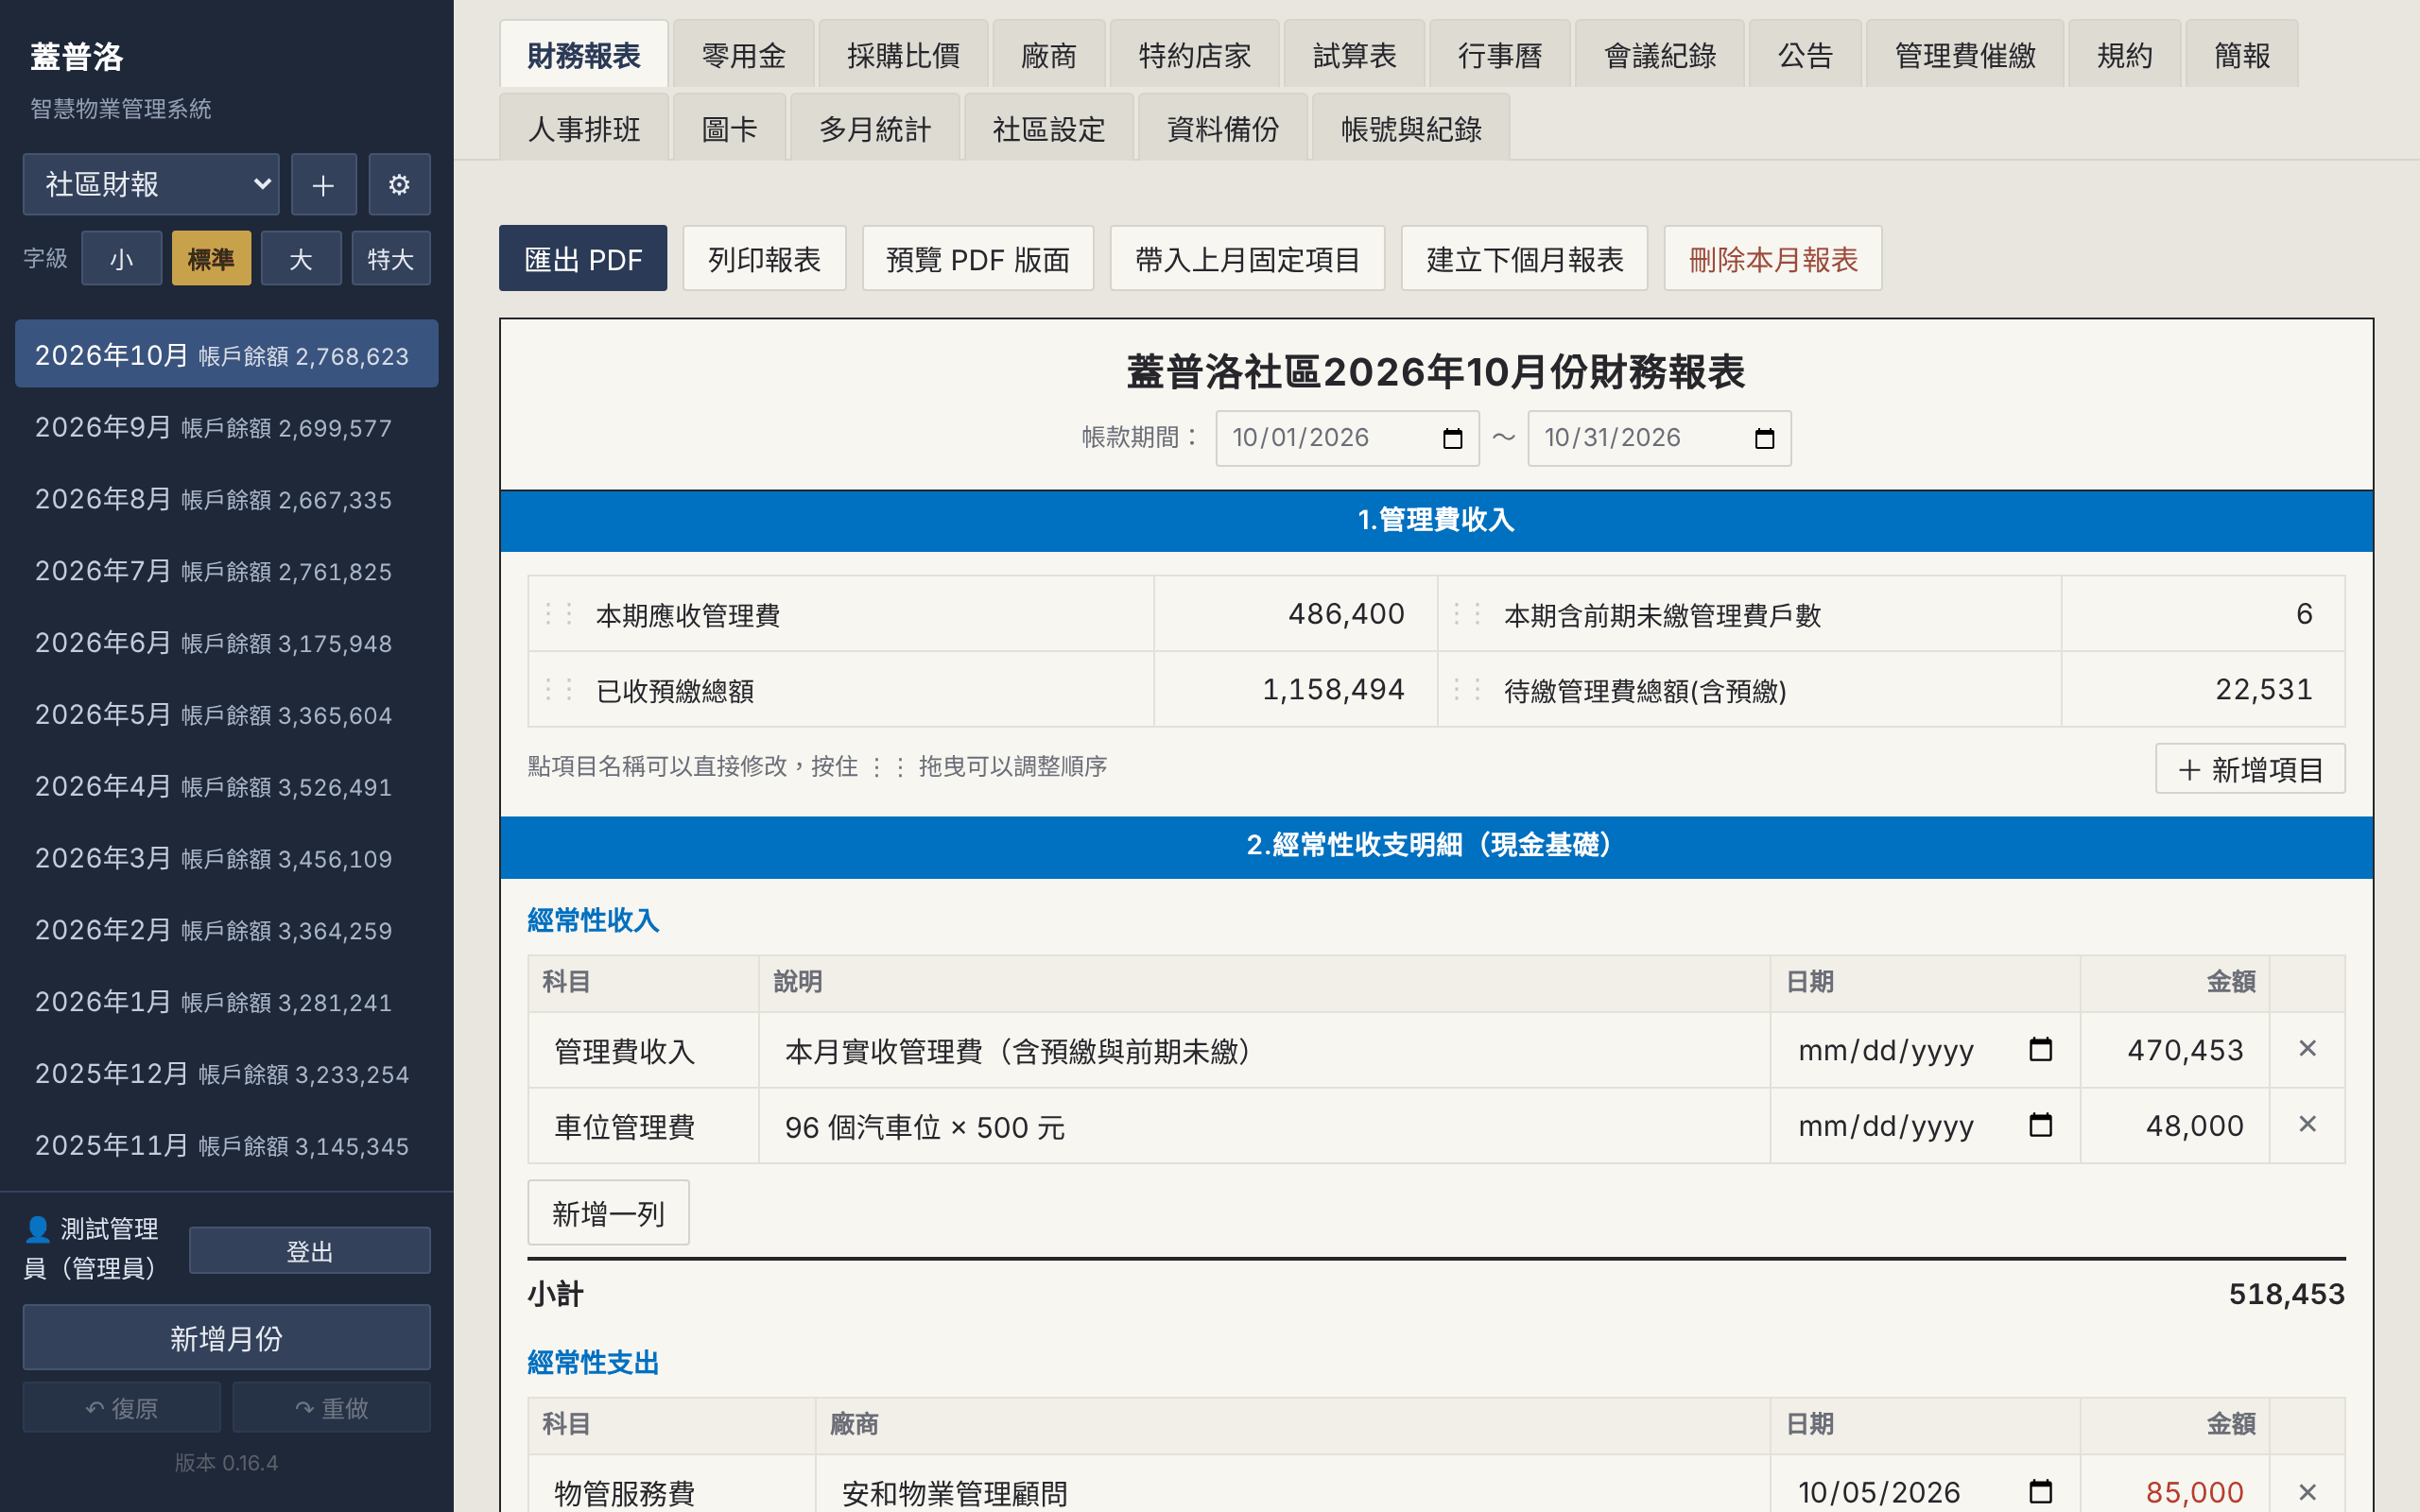 蓋普洛
智慧物業管理系統
社區財報 ＋ ⚙
字級 小 標準 大 特大
2026年10月 帳戶餘額 2,768,623
2026年9月 帳戶餘額 2,699,577
2026年8月 帳戶餘額 2,667,335
2026年7月 帳戶餘額 2,761,825
2026年6月 帳戶餘額 3,175,948
2026年5月 帳戶餘額 3,365,604
2026年4月 帳戶餘額 3,526,491
2026年3月 帳戶餘額 3,456,109
2026年2月 帳戶餘額 3,364,259
2026年1月 帳戶餘額 3,281,241
2025年12月 帳戶餘額 3,233,254
2025年11月 帳戶餘額 3,145,345
👤 測試管理
員（管理員）
登出
新增月份
↶ 復原 ↷ 重做
版本 0.16.4
財務報表 零用金 採購比價 廠商 特約店家 試算表 行事曆 會議紀錄 公告 管理費催繳 規約 簡報
人事排班 圖卡 多月統計 社區設定 資料備份 帳號與紀錄
匯出 PDF 列印報表 預覽 PDF 版面 帶入上月固定項目 建立下個月報表 刪除本月報表
蓋普洛社區2026年10月份財務報表
帳款期間： 10/01/2026 ～ 10/31/2026
1.管理費收入
⋮⋮ 本期應收管理費 486,400 ⋮⋮ 本期含前期未繳管理費戶數 6
⋮⋮ 已收預繳總額 1,158,494 ⋮⋮ 待繳管理費總額(含預繳) 22,531
點項目名稱可以直接修改，按住 ⋮⋮ 拖曳可以調整順序 ＋ 新增項目
2.經常性收支明細（現金基礎）
經常性收入
科目 說明 日期 金額
管理費收入 本月實收管理費（含預繳與前期未繳） mm/dd/yyyy 470,453 ✕
車位管理費 96 個汽車位 × 500 元 mm/dd/yyyy 48,000 ✕
新增一列
小計 518,453
經常性支出
科目 廠商 日期 金額
物管服務費 安和物業管理顧問 10/05/2026 85,000 ✕